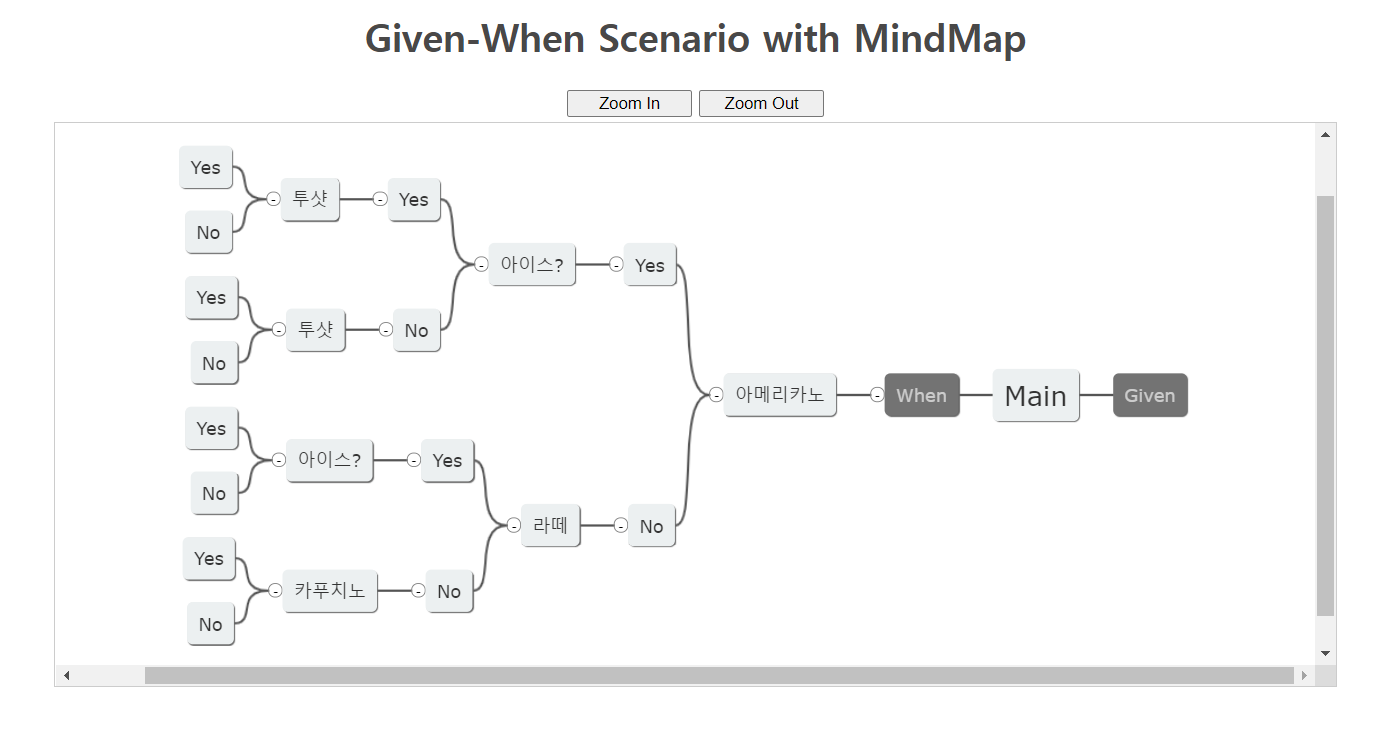 Given-When Scenario with MindMap
Zoom In
Zoom Out
Yes
투샷
Yes
No
아이스?
Yes
Yes
투샷
No
No
아메리카노
When
Main
Given
Yes
아이스?
Yes
No
라떼
No
Yes
카푸치노
No
No